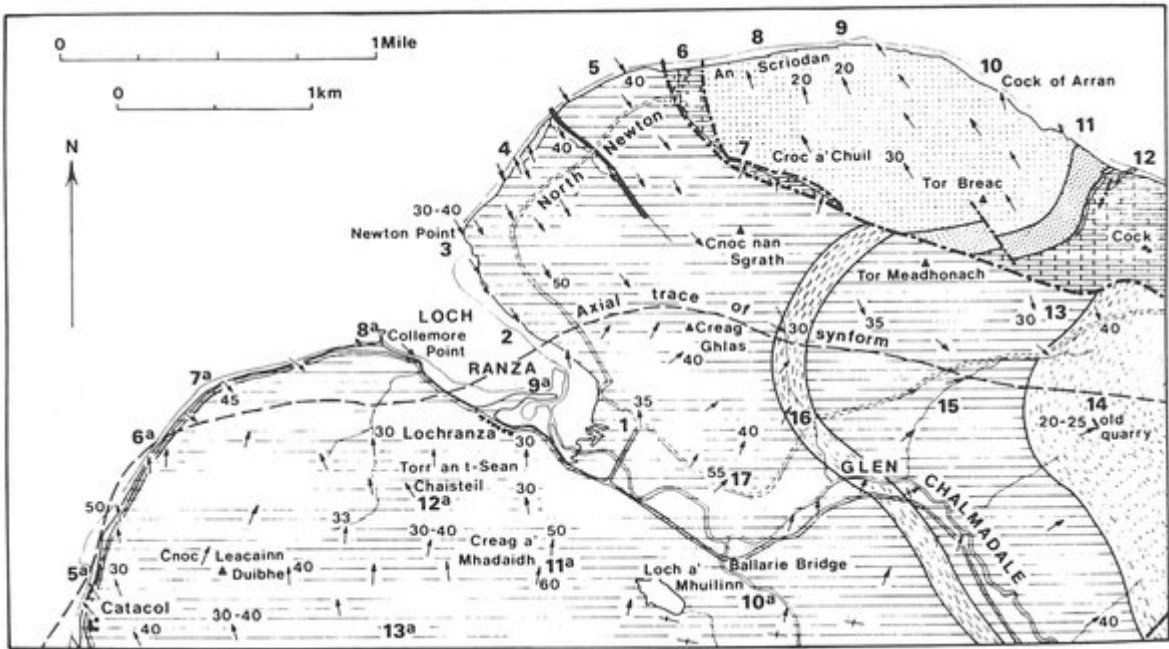 0 1Mile
0 1km
N
5
6
8
9
10
11
12
An Scriodan
40
20 20
Cock of Arran
4
40
North Newton
7
Croc a'Chuil
30
Tor Breac
4
30-40
Newton Point
3
Cnoc nan
Sgrath
Cock
Tor Meadhonach
50
13
LOCH
Axial trace of
synform
30
35
30
40
8ª
Collemore
Point
2
Creag
Ghlas
40
RANZA
7ª
45
9ª
14
15
16
20-25 old
quarry
6ª
30
Lochranza
30
35
1
40
Torr an t-Sean
Chaisteil
12ª
55
17
GLEN
CHALMADALE
50
33
30
30-40
Creag a'
Mhadaidh
50
11ª
60
Cnoc Leacainn
Duibhe
40
5ª
30
Loch a'
Mhuilinn
Ballarie Bridge
10ª
Catacol
30-40
40
13ª
40